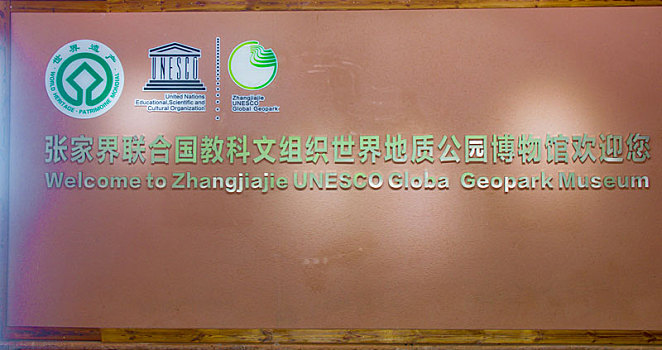 世界遗产
WORLD HERITAGE • PATRIMOINE MONDIAL
UNESCO
United Nations
Educational, Scientific and
Cultural Organization
Zhangjiajie
UNESCO
Global Geopark
张家界联合国教科文组织世界地质公园博物馆欢迎您
Welcome to Zhangjiajie UNESCO Globa Geopark Museum